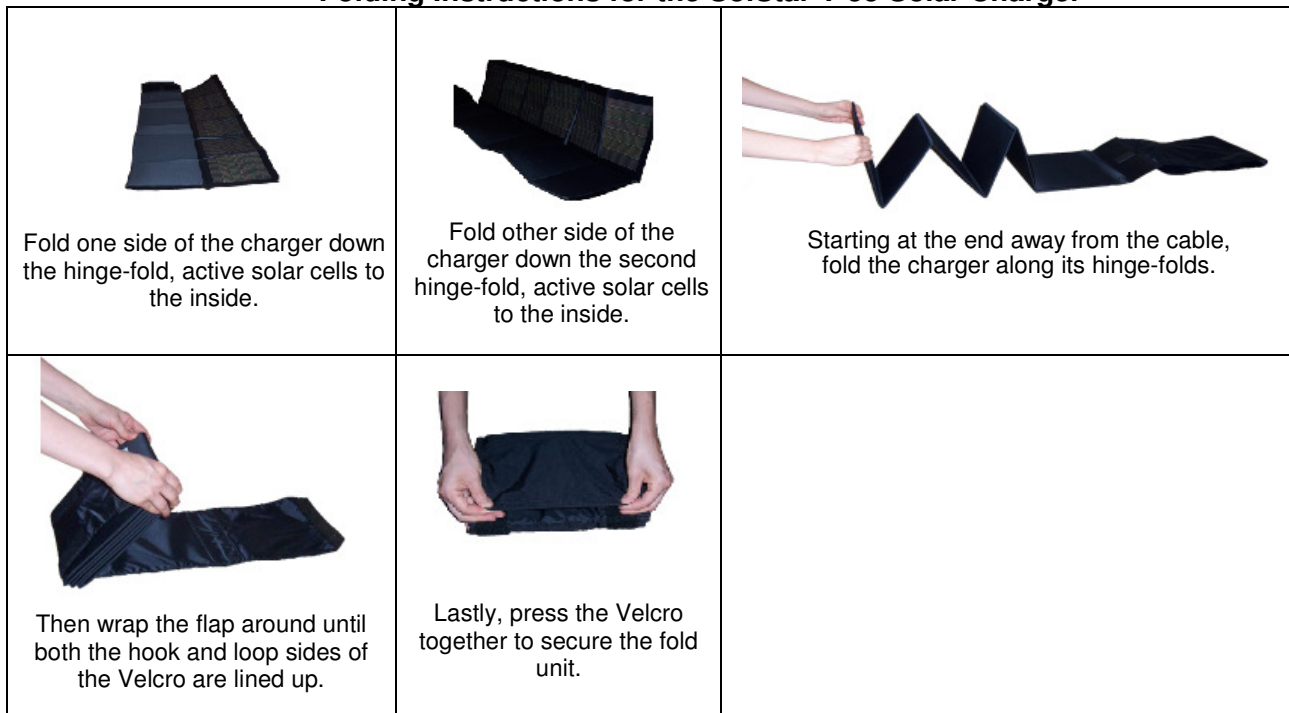 Fold one side of the charger down
the hinge-fold, active solar cells to
the inside.
Fold other side of the
charger down the second
hinge-fold, active solar cells
to the inside.
Starting at the end away from the cable,
fold the charger along its hinge-folds.
Then wrap the flap around until
both the hook and loop sides of
the Velcro are lined up.
Lastly, press the Velcro
together to secure the fold
unit.